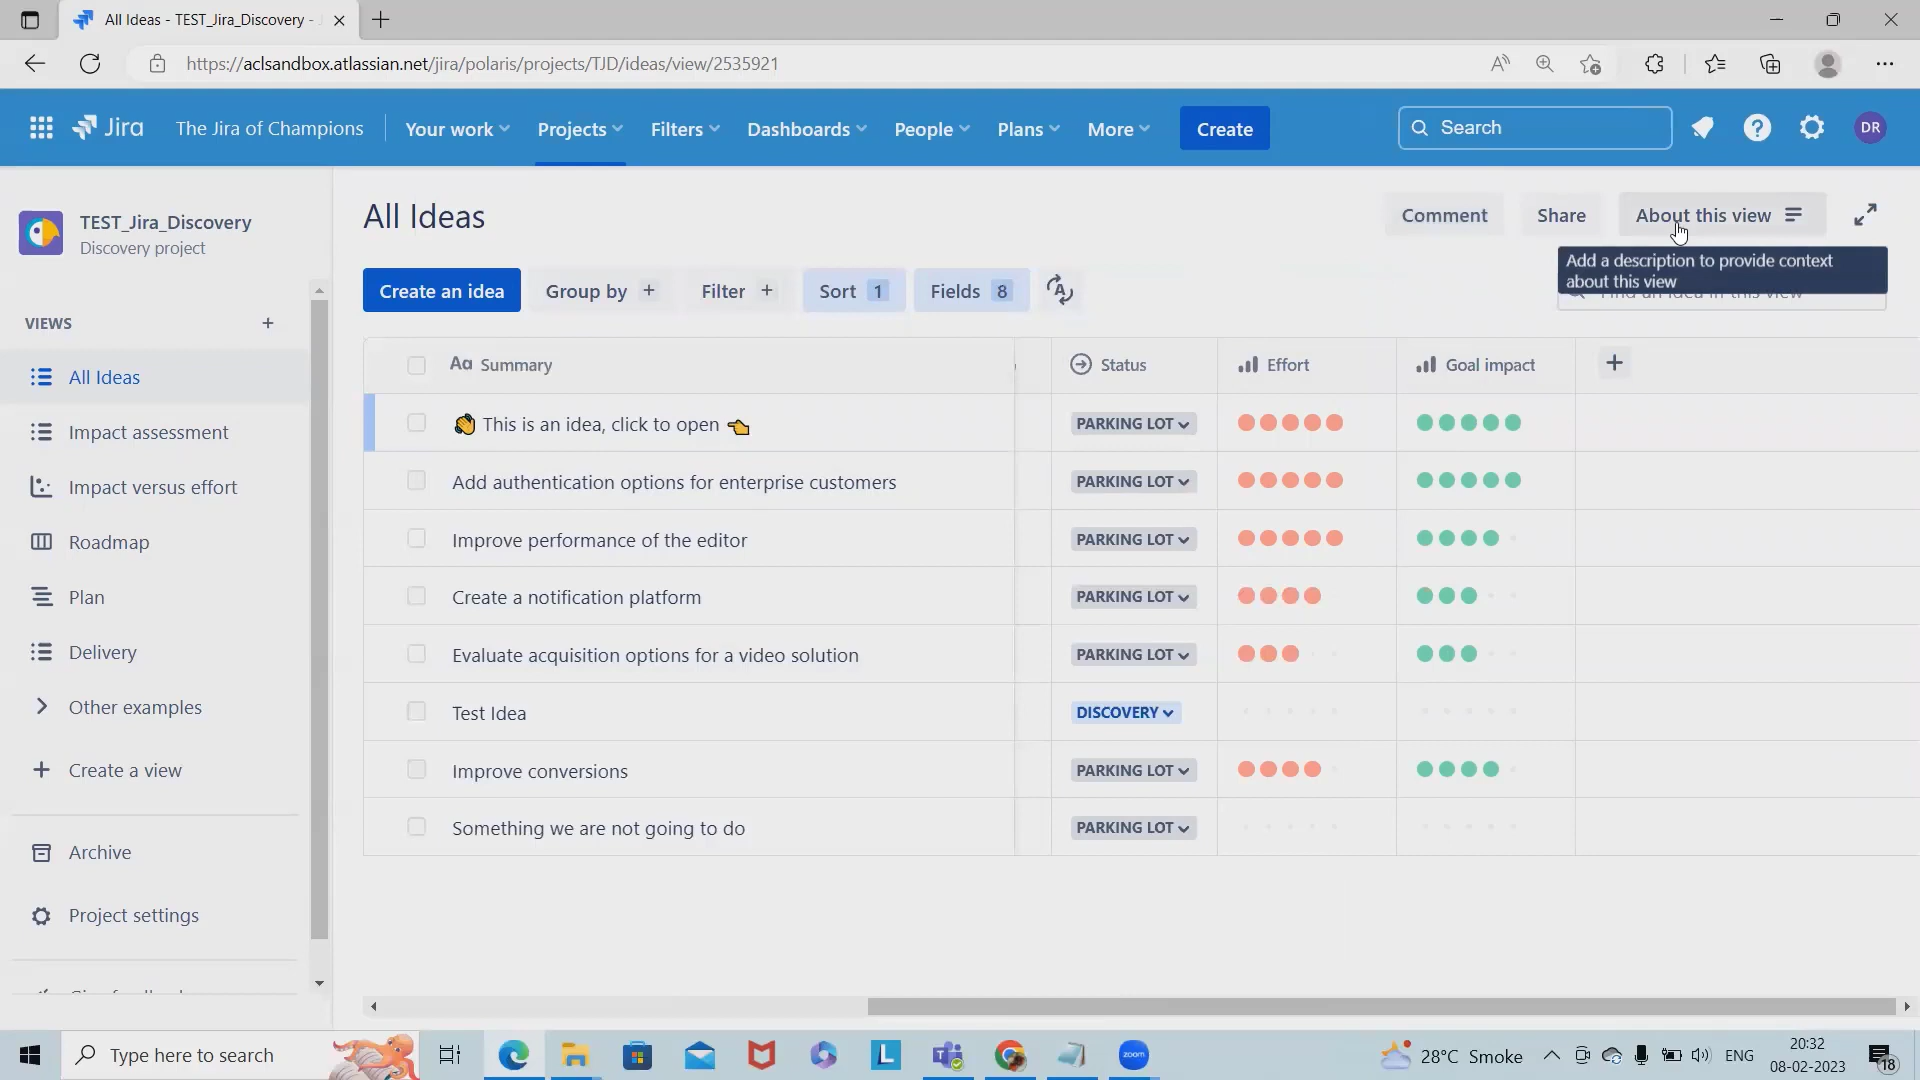 All Ideas - TEST_Jira_Discovery -
https://aclsandbox.atlassian.net/jira/polaris/projects/TJD/ideas/view/2535921
Jira The Jira of Champions Your work Projects Filters Dashboards People Plans More Create Search DR
TEST_Jira_Discovery
Discovery project
All Ideas Comment Share About this view
Add a description to provide context
about this view
Create an idea Group by + Filter + Sort 1 Fields 8 Find an idea in this view
VIEWS +
All Ideas
Impact assessment
Impact versus effort
Roadmap
Plan
Delivery
Other examples
+ Create a view
Archive
Project settings
Aa Summary Status Effort Goal impact +
👋 This is an idea, click to open 👈 PARKING LOT
Add authentication options for enterprise customers PARKING LOT
Improve performance of the editor PARKING LOT
Create a notification platform PARKING LOT
Evaluate acquisition options for a video solution PARKING LOT
Test Idea DISCOVERY
Improve conversions PARKING LOT
Something we are not going to do PARKING LOT
Type here to search
L
zoom
28°C Smoke
ENG
20:32
08-02-2023
18